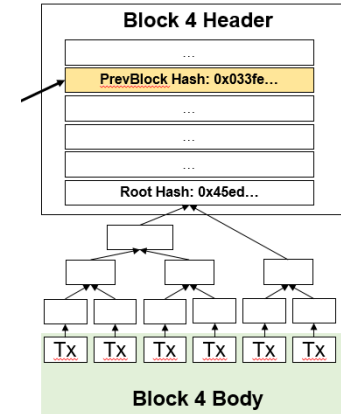 Block 4 Header
...
PrevBlock Hash: 0x033fe...
...
...
...
Root Hash: 0x45ed...
Tx Tx Tx Tx Tx Tx
Block 4 Body